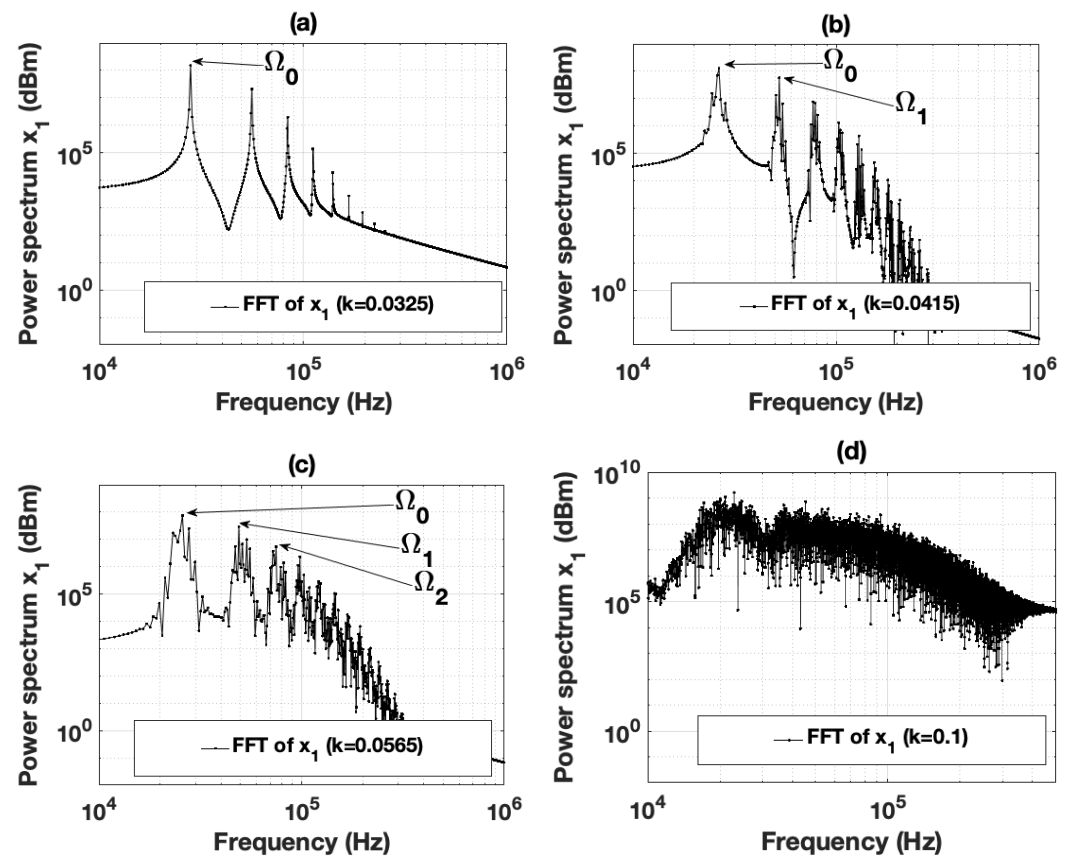 (a)
Power spectrum x1 (dBm)
10^5
10^0
Ω0
FFT of x1 (k=0.0325)
10^4 10^5 10^6
Frequency (Hz)
(b)
Power spectrum x1 (dBm)
10^5
10^0
Ω0
Ω1
FFT of x1 (k=0.0415)
10^4 10^5 10^6
Frequency (Hz)
(c)
Power spectrum x1 (dBm)
10^5
10^0
Ω0
Ω1
Ω2
FFT of x1 (k=0.0565)
10^4 10^5 10^6
Frequency (Hz)
(d)
Power spectrum x1 (dBm)
10^10
10^5
10^0
FFT of x1 (k=0.1)
10^4 10^5
Frequency (Hz)